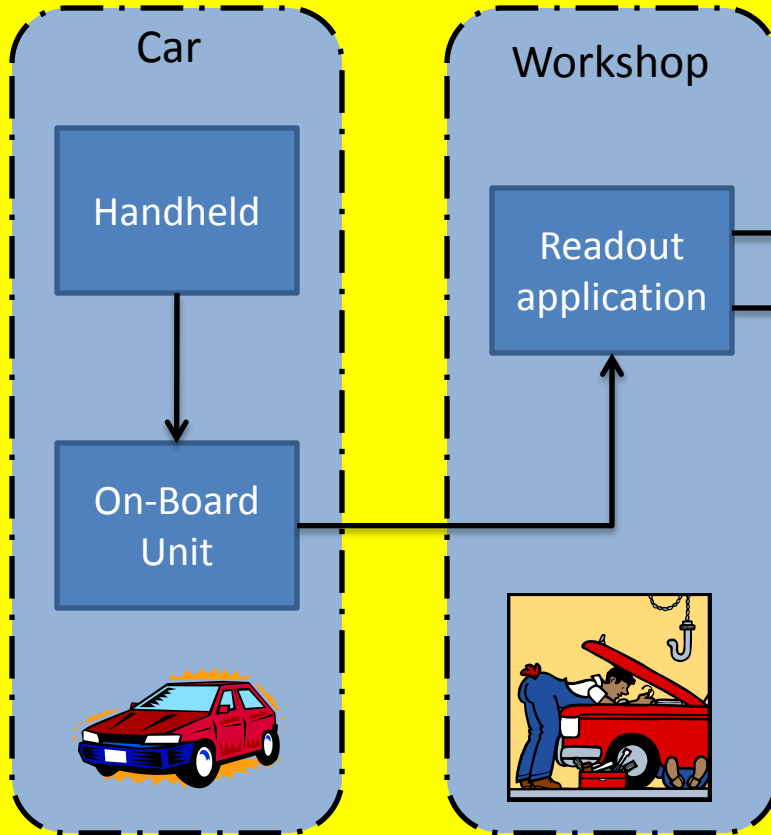 Car
Handheld
On-Board
Unit
Workshop
Readout
application